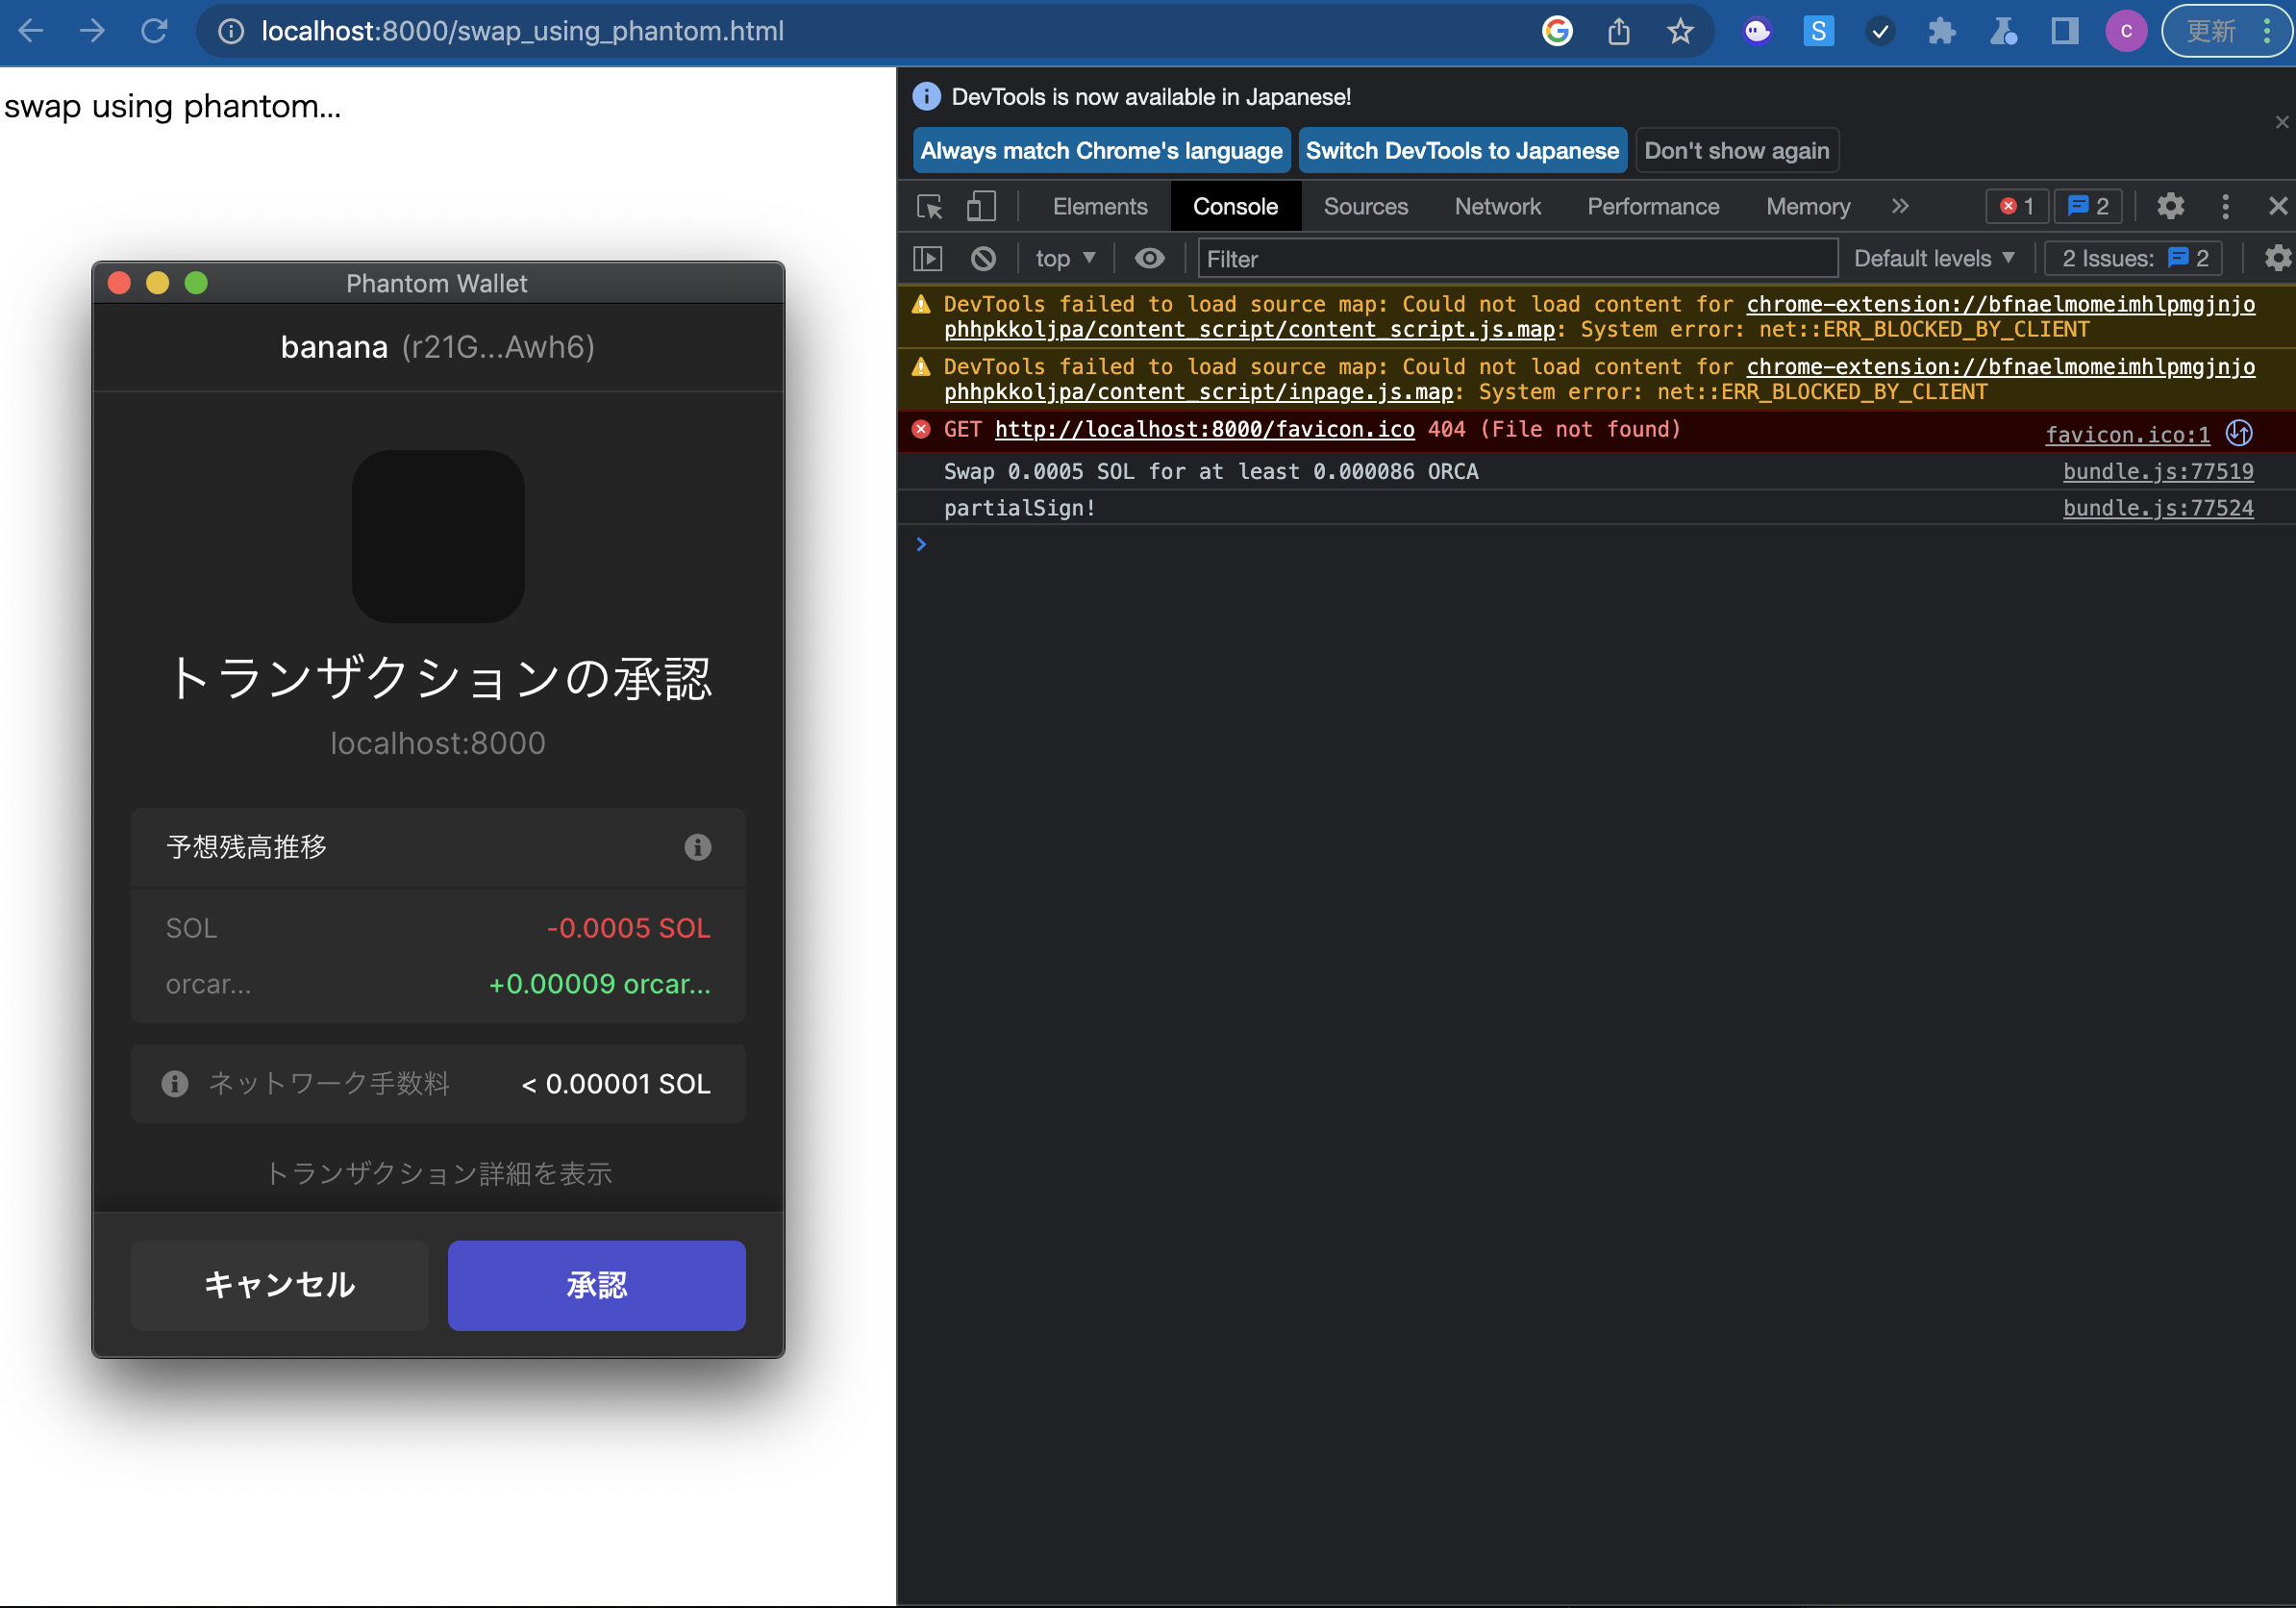 localhost:8000/swap_using_phantom.html
S
c
更新
swap using phantom...
Phantom Wallet
banana (r21G...Awh6)
トランザクションの承認
localhost:8000
予想残高推移
SOL -0.0005 SOL
orcar... +0.00009 orcar...
ネットワーク手数料 < 0.00001 SOL
トランザクション詳細を表示
キャンセル 承認
DevTools is now available in Japanese!
Always match Chrome's language Switch DevTools to Japanese Don't show again
Elements Console Sources Network Performance Memory » 1 2
top Filter Default levels 2 Issues: 2
DevTools failed to load source map: Could not load content for chrome-extension://bfnaelmomeimhlpmgjnjo
phhpkkoljpa/content_script/content_script.js.map: System error: net::ERR_BLOCKED_BY_CLIENT
DevTools failed to load source map: Could not load content for chrome-extension://bfnaelmomeimhlpmgjnjo
phhpkkoljpa/content_script/inpage.js.map: System error: net::ERR_BLOCKED_BY_CLIENT
GET http://localhost:8000/favicon.ico 404 (File not found) favicon.ico:1
Swap 0.0005 SOL for at least 0.000086 ORCA bundle.js:77519
partialSign! bundle.js:77524